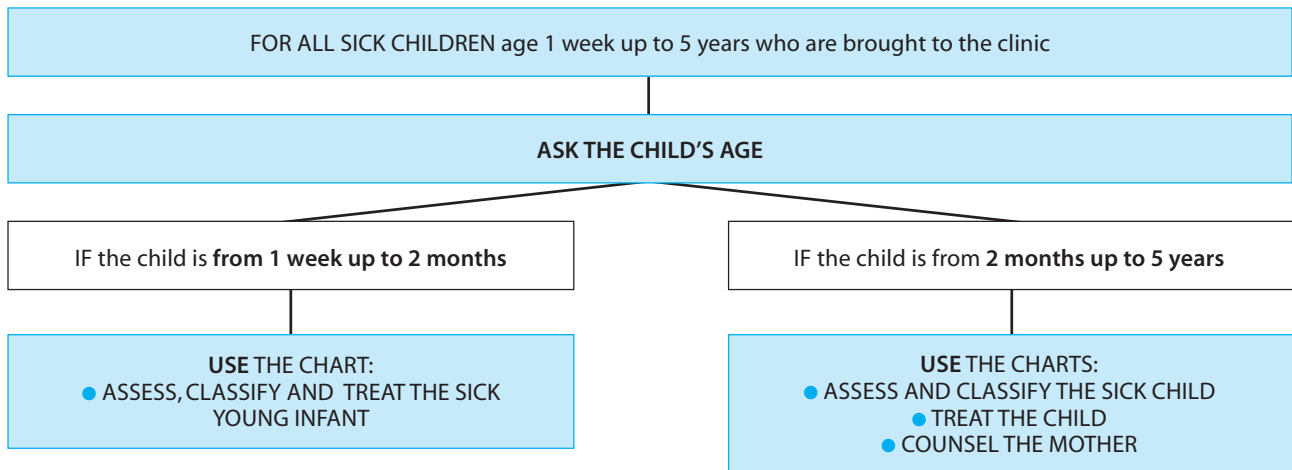 FOR ALL SICK CHILDREN age 1 week up to 5 years who are brought to the clinic
ASK THE CHILD'S AGE
IF the child is from 1 week up to 2 months
IF the child is from 2 months up to 5 years
USE THE CHART:
● ASSESS, CLASSIFY AND TREAT THE SICK
YOUNG INFANT
USE THE CHARTS:
● ASSESS AND CLASSIFY THE SICK CHILD
● TREAT THE CHILD
● COUNSEL THE MOTHER